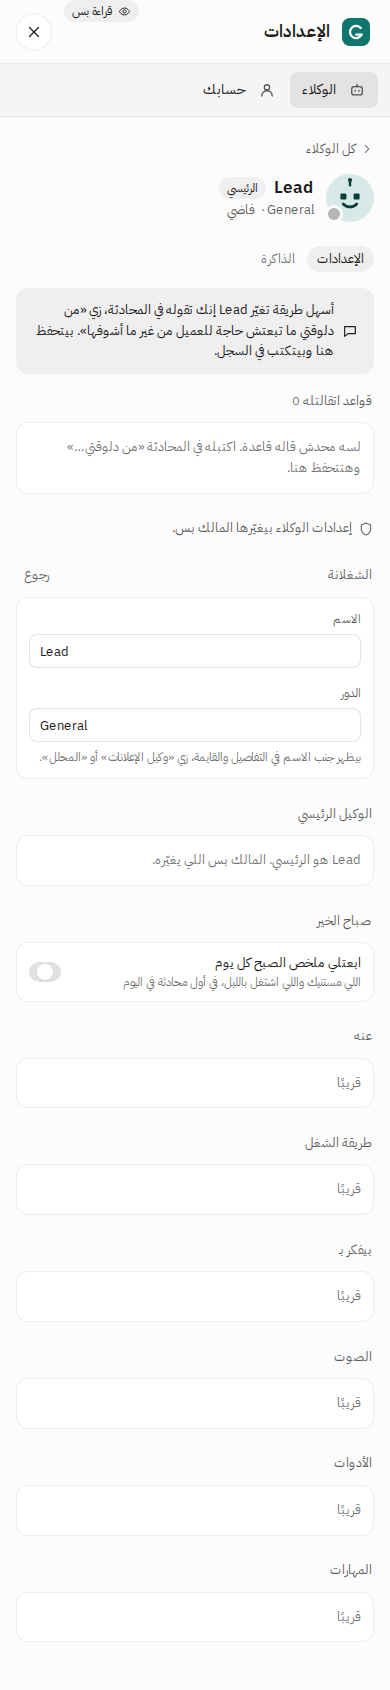 الإعدادات
قراءة بس
الوكلاء
حسابك
كل الوكلاء
Lead الرئيسي
General · فاضي
الإعدادات
الذاكرة
أسهل طريقة تغيّر Lead إنك تقوله في المحادثة، زي «من
دلوقتي ما تبعتش حاجة للعميل من غير ما أشوفها». بيتحفظ
هنا وبيتكتب في السجل.
قواعد اتقالتله 0
لسه محدش قاله قاعدة. اكتبله في المحادثة «من دلوقتي...»
وهتتحفظ هنا.
إعدادات الوكلاء بيغيّرها المالك بس.
الشغلانة
رجوع
الاسم
Lead
الدور
General
بيظهر جنب الاسم في التفاصيل والقايمة، زي «وكيل الإعلانات» أو «المحلل».
الوكيل الرئيسي
Lead هو الرئيسي. المالك بس اللي يغيّره.
صباح الخير
ابعتلي ملخص الصبح كل يوم
اللي مستنيك واللي اشتغل بالليل، في أول محادثة في اليوم
عنه
قريبًا
طريقة الشغل
قريبًا
بيفكر بـ
قريبًا
الصوت
قريبًا
الأدوات
قريبًا
المهارات
قريبًا